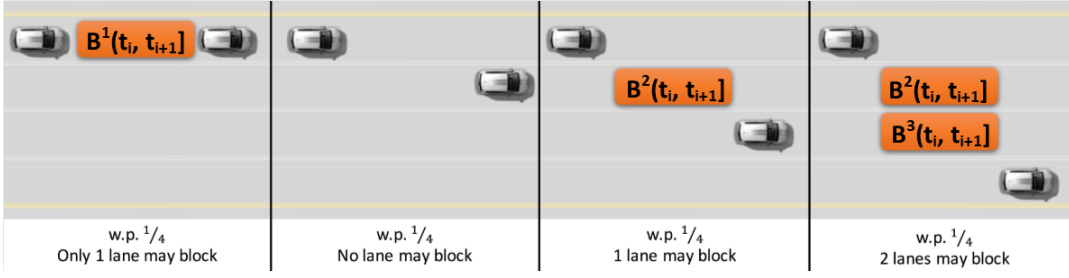 B¹(tᵢ, tᵢ₊₁]
B²(tᵢ, tᵢ₊₁]
B²(tᵢ, tᵢ₊₁]
B³(tᵢ, tᵢ₊₁]
w.p. ¹/₄
Only 1 lane may block
w.p. ¹/₄
No lane may block
w.p. ¹/₄
1 lane may block
w.p. ¹/₄
2 lanes may block